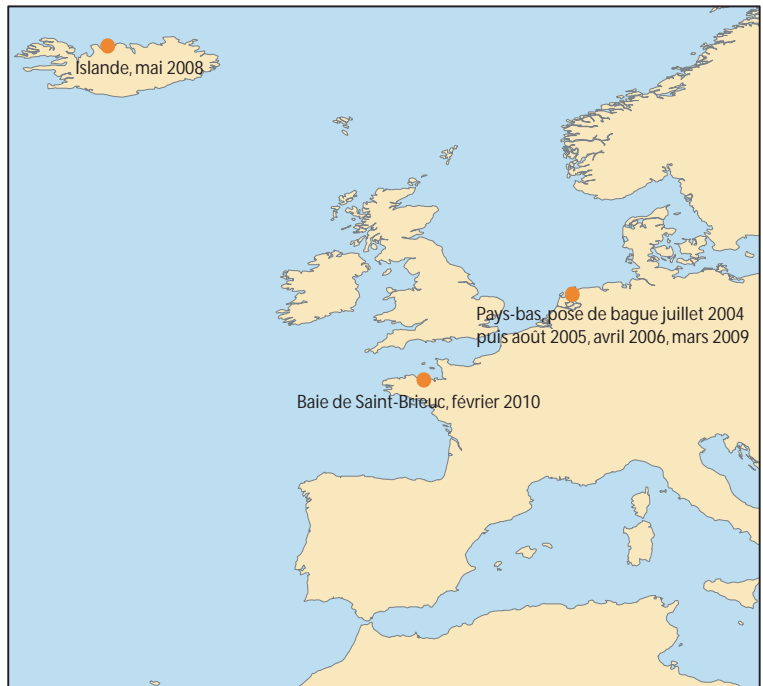 Islande, mai 2008
Pays-bas, pose de bague juillet 2004
puis août 2005, avril 2006, mars 2009
Baie de Saint-Brieuc, février 2010